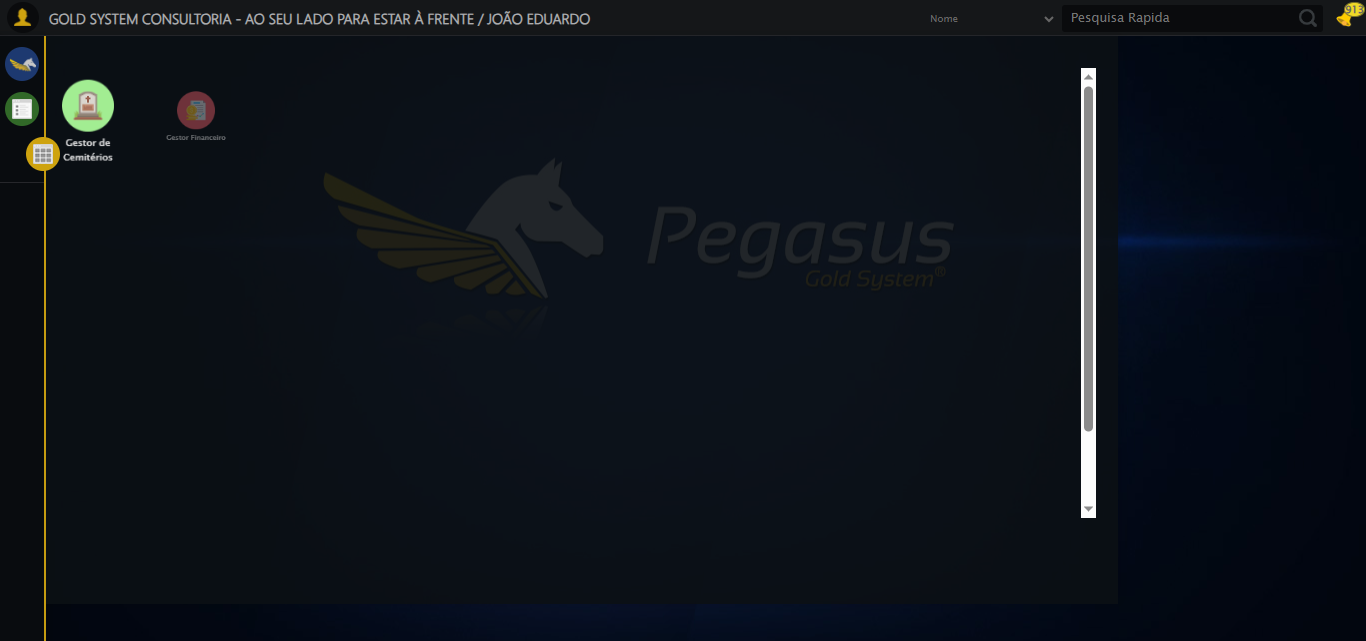 GOLD SYSTEM CONSULTORIA - AO SEU LADO PARA ESTAR À FRENTE / JOÃO EDUARDO
Nome
Pesquisa Rapida
913
Gestor de
Cemitérios
Gestor Financeiro
Pegasus
Gold System®